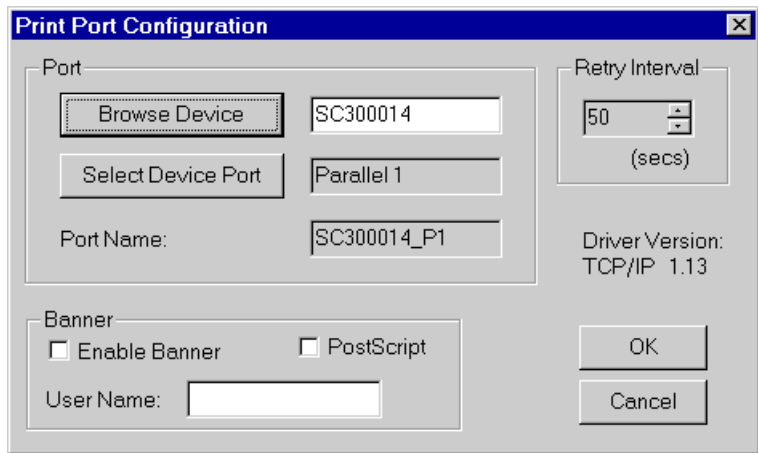 Print Port Configuration
Port
Browse Device
SC300014
Select Device Port
Parallel 1
Port Name:
SC300014_P1
Retry Interval
50
(secs)
Driver Version:
TCP/IP 1.13
Banner
Enable Banner
PostScript
User Name:
OK
Cancel